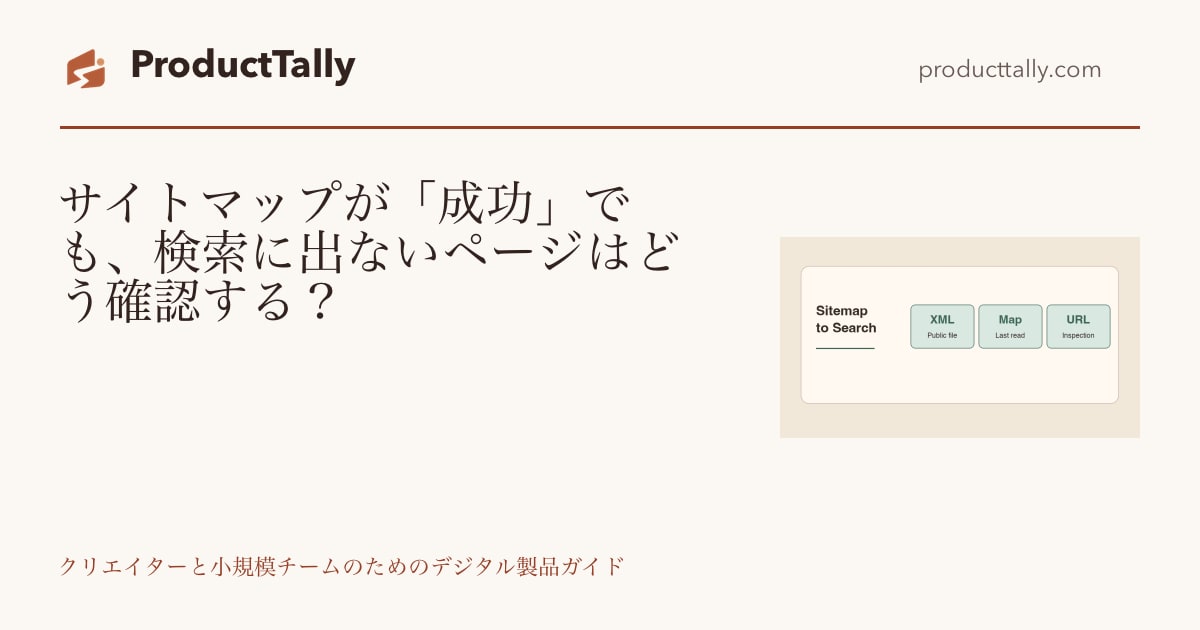 ProductTally
producttally.com
サイトマップが「成功」で
も、検索に出ないページはど
う確認する？
Sitemap
to Search
XML
Public file
Map
Last read
URL
Inspection
クリエイターと小規模チームのためのデジタル製品ガイド